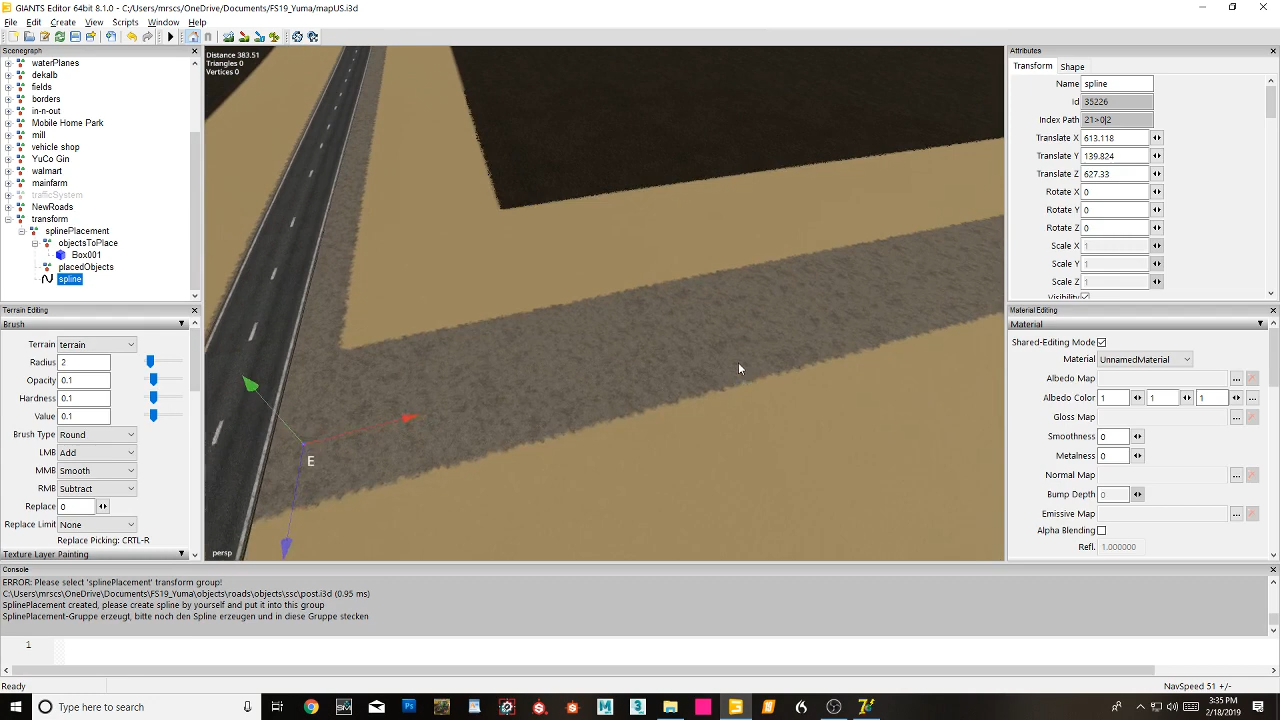 GIANTS Editor 64bit 8.1.0 - C:/Users/mrscs/OneDrive/Documents/FS19_Yuma/mapUS.i3d
File Edit Create View Scripts Window Help
Scenegraph
waterPlanes
dekalb
fields
borders
in-n-out
Mobile Home Park
mill
vehicle shop
YuCo Gin
walmart
mainfarm
trafficSystem
NewRoads
transform
splinePlacement
objectsToPlace
Box001
placedObjects
spline
Terrain Editing
Brush
Terrain terrain
Radius 2
Opacity 0.1
Hardness 0.1
Value 0.1
Brush Type Round
LMB Add
MMB Smooth
RMB Subtract
Replace 0
Replace Limit None
Replace Picking: CRTL-R
Texture Layer Painting
Distance 383.51
Triangles 0
Vertices 0
E
persp
Attributes
Transform Shape
Name spline
Id 35226
Index Path 21>0|2
Translate X 613.118
Translate Y 139.824
Translate Z 627.33
Rotate X 0
Rotate Y 0
Rotate Z 0
Scale X 1
Scale Y 1
Scale Z 1
Visibility
Material Editing
Material
Shared-Editing Mode
Material UnnamedMaterial
Albedo Map ...
Albedo Color 1 1 1 ...
Gloss Map ...
Smoothness 0
Metalness 0
Normal Map ...
Bump Depth 0
Emissive Map ...
Alpha Blending
Refl. 1.000000
Console
ERROR: Please select 'splinePlacement' transform group!
C:\Users\mrscs\OneDrive\Documents\FS19_Yuma\objects\roads\objects\ssc\post.i3d (0.95 ms)
SplinePlacement created, please create spline by yourself and put it into this group
SplinePlacement-Gruppe erzeugt, bitte noch den Spline erzeugen und in diese Gruppe stecken
1
Ready
NavSpeed 51 +/-
Type here to search
3:35 PM
2/18/2019